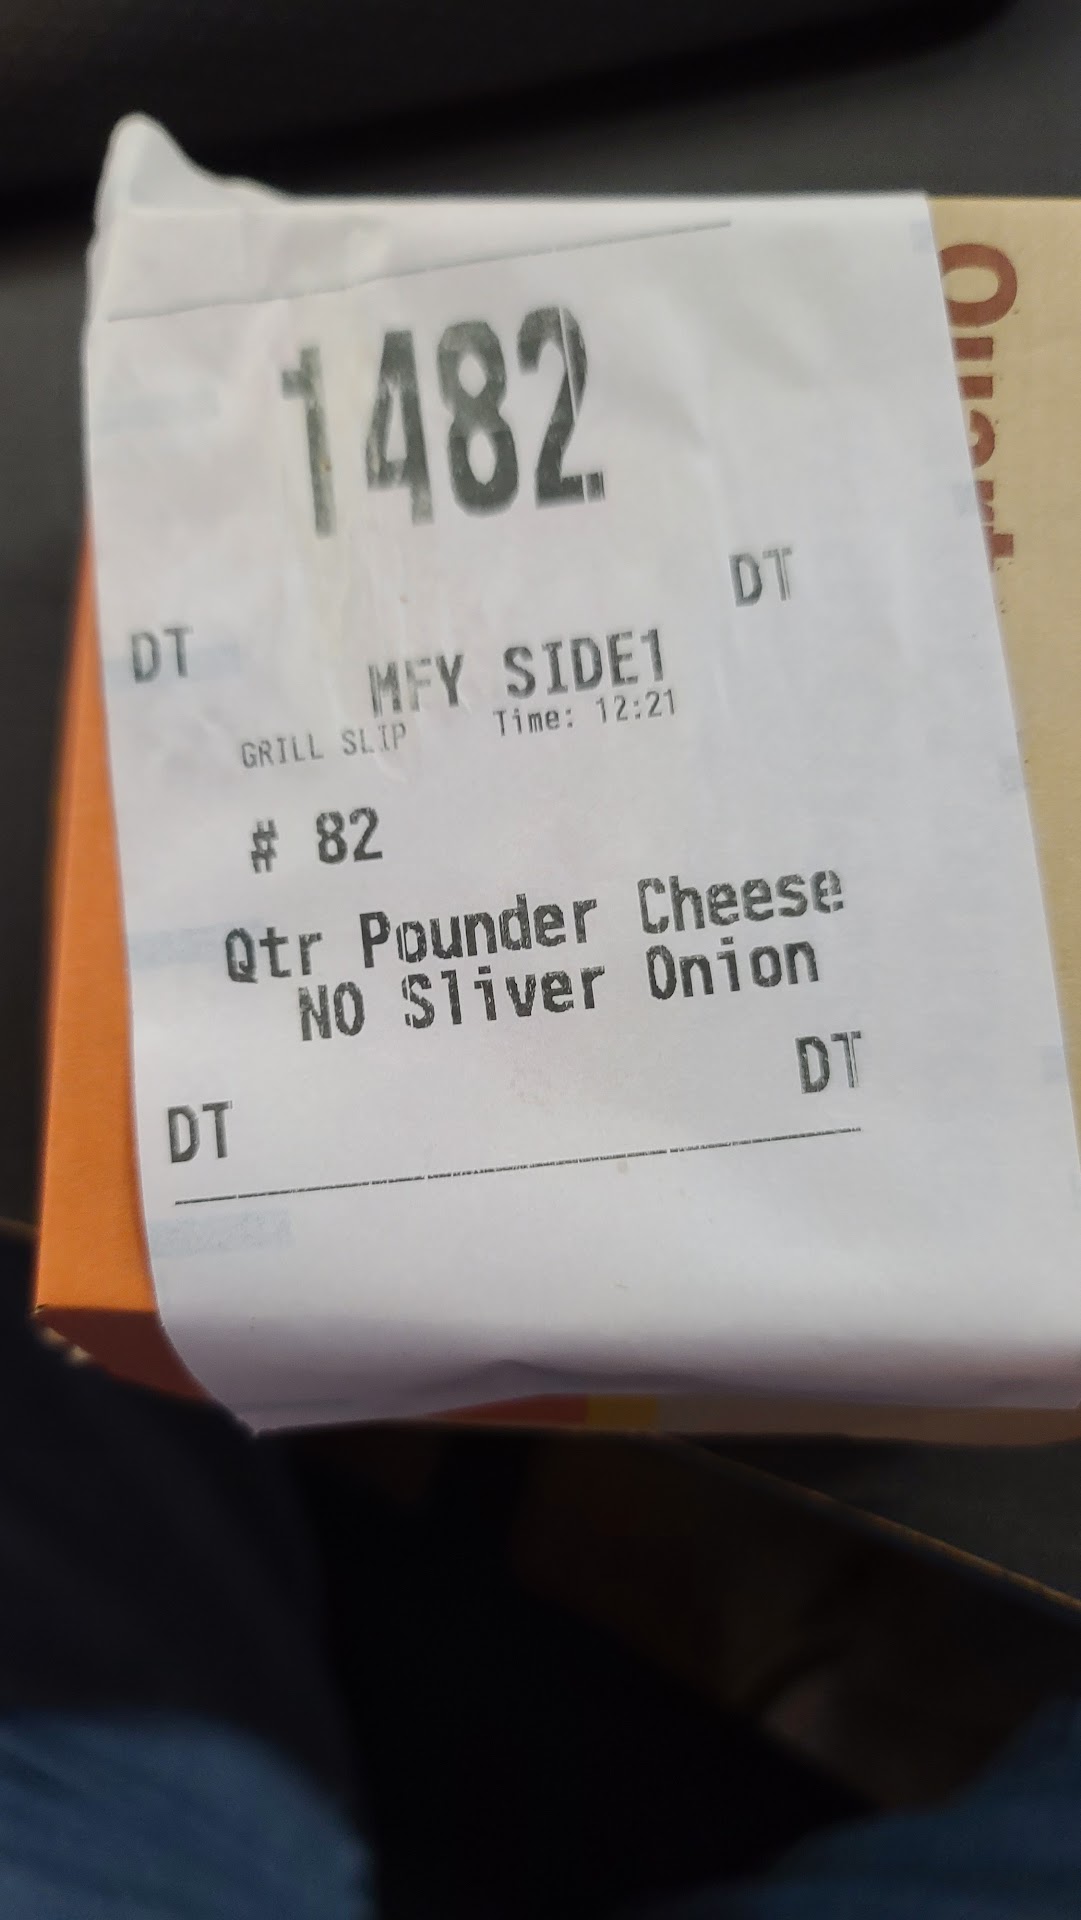 1482
DT
DT
MFY SIDE1
GRILL SLIP Time: 12:21
# 82
Qtr Pounder Cheese
NO Sliver Onion
DT
DT